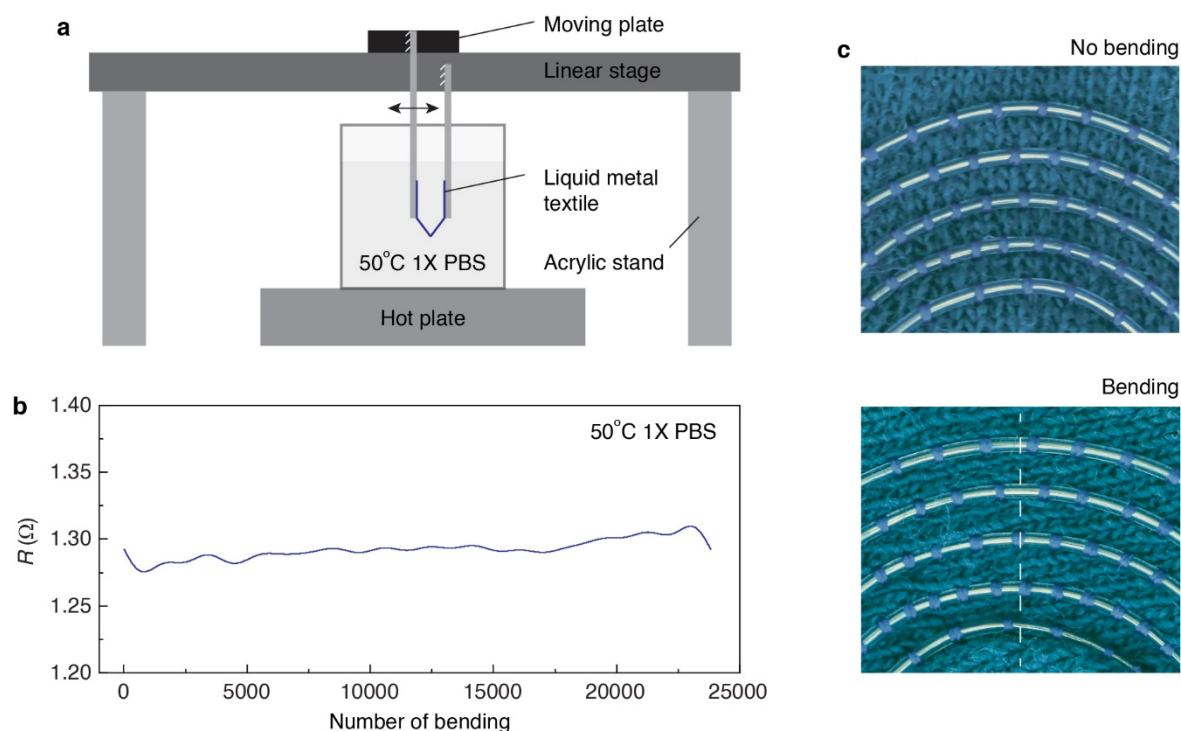 a
Moving plate
Linear stage
Liquid metal
textile
50°C 1X PBS
Acrylic stand
Hot plate
b
1.40
1.35
1.30
1.25
1.20
R (Ω)
50°C 1X PBS
0
5000
10000
15000
20000
25000
Number of bending
c
No bending
Bending